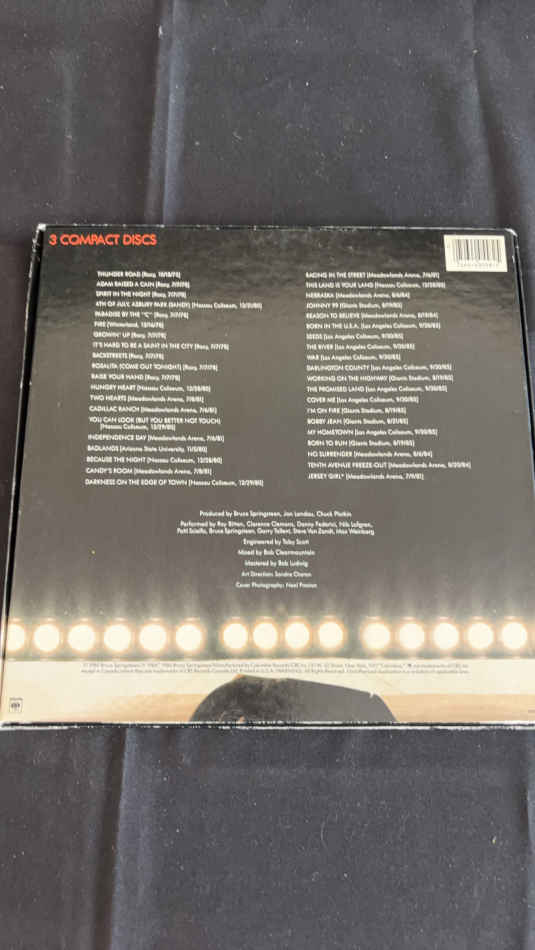 3 COMPACT DISCS
THUNDER ROAD (Roxy, 10/18/75)
ADAM RAISED A CAIN (Roxy, 7/7/78)
SPIRIT IN THE NIGHT (Roxy, 7/7/78)
4TH OF JULY, ASBURY PARK (SANDY) (Nassau Coliseum, 12/31/80)
PARADISE BY THE "C" (Roxy, 7/7/78)
FIRE (Winterland, 12/16/78)
GROWIN' UP (Roxy, 7/7/78)
IT'S HARD TO BE A SAINT IN THE CITY (Roxy, 7/7/78)
BACKSTREETS (Roxy, 7/7/78)
ROSALITA (COME OUT TONIGHT) (Roxy, 7/7/78)
RAISE YOUR HAND (Roxy, 7/7/78)
HUNGRY HEART (Nassau Coliseum, 12/28/80)
TWO HEARTS (Meadowlands Arena, 7/8/81)
CADILLAC RANCH (Meadowlands Arena, 7/6/81)
YOU CAN LOOK (BUT YOU BETTER NOT TOUCH)
(Nassau Coliseum, 12/29/80)
INDEPENDENCE DAY (Meadowlands Arena, 7/6/81)
BADLANDS (Arizona State University, 11/5/80)
BECAUSE THE NIGHT (Nassau Coliseum, 12/28/80)
CANDY'S ROOM (Meadowlands Arena, 7/8/81)
DARKNESS ON THE EDGE OF TOWN (Nassau Coliseum, 12/29/80)
RACING IN THE STREET (Meadowlands Arena, 7/6/81)
THIS LAND IS YOUR LAND (Nassau Coliseum, 12/28/80)
NEBRASKA (Meadowlands Arena, 8/6/84)
JOHNNY 99 (Giants Stadium, 8/19/85)
REASON TO BELIEVE (Meadowlands Arena, 8/19/84)
BORN IN THE U.S.A. (Los Angeles Coliseum, 9/30/85)
SEEDS (Los Angeles Coliseum, 9/30/85)
THE RIVER (Los Angeles Coliseum, 9/30/85)
WAR (Los Angeles Coliseum, 9/30/85)
DARLINGTON COUNTY (Los Angeles Coliseum, 9/30/85)
WORKING ON THE HIGHWAY (Giants Stadium, 8/19/85)
THE PROMISED LAND (Los Angeles Coliseum, 9/30/85)
COVER ME (Los Angeles Coliseum, 9/30/85)
I'M ON FIRE (Giants Stadium, 8/19/85)
BOBBY JEAN (Giants Stadium, 8/21/85)
MY HOMETOWN (Los Angeles Coliseum, 9/30/85)
BORN TO RUN (Giants Stadium, 8/19/85)
NO SURRENDER (Meadowlands Arena, 8/6/84)
TENTH AVENUE FREEZE-OUT (Meadowlands Arena, 8/20/84)
JERSEY GIRL* (Meadowlands Arena, 7/9/81)
Produced by Bruce Springsteen, Jon Landau, Chuck Plotkin
Performed by Roy Bittan, Clarence Clemons, Danny Federici, Nils Lofgren,
Patti Scialfa, Bruce Springsteen, Garry Tallent, Steve Van Zandt, Max Weinberg
Engineered by Toby Scott
Mixed by Bob Clearmountain
Mastered by Bob Ludwig
Art Direction: Sandra Choron
Cover Photography: Neal Preston